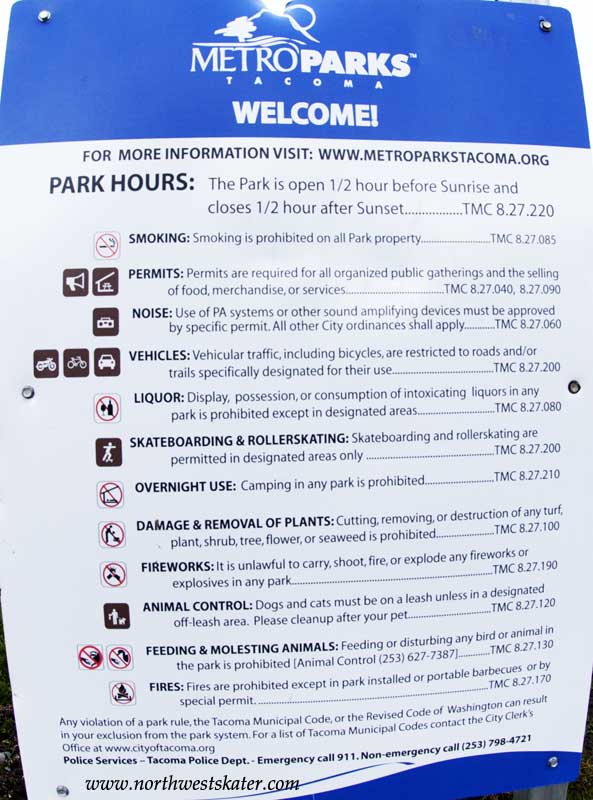 METROPARKS™
TACOMA
WELCOME!
FOR MORE INFORMATION VISIT: WWW.METROPARKSTACOMA.ORG
PARK HOURS: The Park is open 1/2 hour before Sunrise and
closes 1/2 hour after Sunset.................TMC 8.27.220
SMOKING: Smoking is prohibited on all Park property.........................TMC 8.27.085
PERMITS: Permits are required for all organized public gatherings and the selling
of food, merchandise, or services...................................TMC 8.27.040, 8.27.090
NOISE: Use of PA systems or other sound amplifying devices must be approved
by specific permit. All other City ordinances shall apply...........TMC 8.27.060
VEHICLES: Vehicular traffic, including bicycles, are restricted to roads and/or
trails specifically designated for their use....................................TMC 8.27.200
LIQUOR: Display, possession, or consumption of intoxicating liquors in any
park is prohibited except in designated areas...........................TMC 8.27.080
SKATEBOARDING & ROLLERSKATING: Skateboarding and rollerskating are
permitted in designated areas only ..............................................TMC 8.27.200
OVERNIGHT USE: Camping in any park is prohibited.........................TMC 8.27.210
DAMAGE & REMOVAL OF PLANTS: Cutting, removing, or destruction of any turf,
plant, shrub, tree, flower, or seaweed is prohibited.....................TMC 8.27.100
FIREWORKS: It is unlawful to carry, shoot, fire, or explode any fireworks or
explosives in any park.........................................................................TMC 8.27.190
ANIMAL CONTROL: Dogs and cats must be on a leash unless in a designated
off-leash area. Please cleanup after your pet..............................TMC 8.27.120
FEEDING & MOLESTING ANIMALS: Feeding or disturbing any bird or animal in
the park is prohibited [Animal Control (253) 627-7387]............TMC 8.27.130
FIRES: Fires are prohibited except in park installed or portable barbecues or by
special permit. ....................................................................................TMC 8.27.170
Any violation of a park rule, the Tacoma Municipal Code, or the Revised Code of Washington can result
in your exclusion from the park system. For a list of Tacoma Municipal Codes contact the City Clerk's
Office at www.cityoftacoma.org
Police Services – Tacoma Police Dept. - Emergency call 911. Non-emergency call (253) 798-4721
www.northwestskater.com